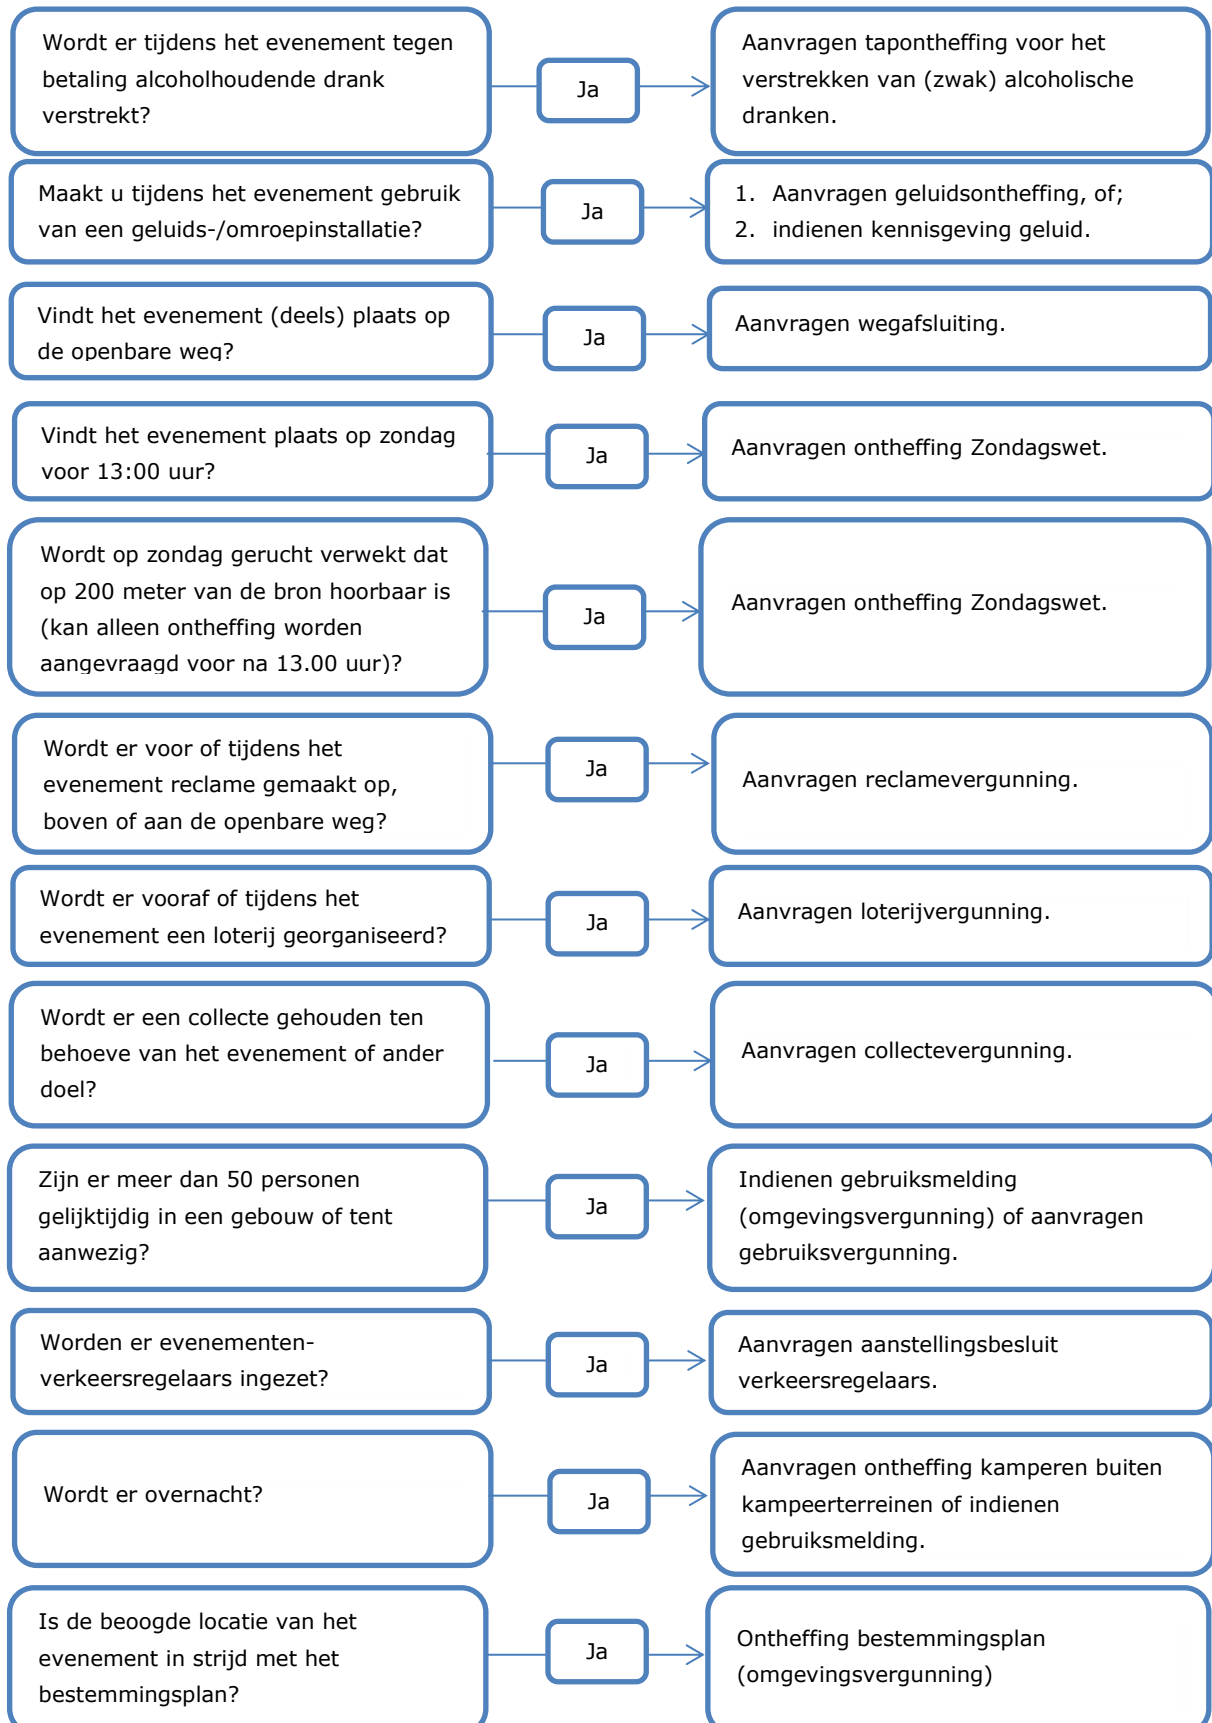 Wordt er tijdens het evenement tegen
betaling alcoholhoudende drank
verstrekt?
Ja
Aanvragen tapontheffing voor het
verstrekken van (zwak) alcoholische
dranken.
Maakt u tijdens het evenement gebruik
van een geluids-/omroepinstallatie?
Ja
1. Aanvragen geluidsontheffing, of;
2. indienen kennisgeving geluid.
Vindt het evenement (deels) plaats op
de openbare weg?
Ja
Aanvragen wegafsluiting.
Vindt het evenement plaats op zondag
voor 13:00 uur?
Ja
Aanvragen ontheffing Zondagswet.
Wordt op zondag gerucht verwekt dat
op 200 meter van de bron hoorbaar is
(kan alleen ontheffing worden
aangevraagd voor na 13.00 uur)?
Ja
Aanvragen ontheffing Zondagswet.
Wordt er voor of tijdens het
evenement reclame gemaakt op,
boven of aan de openbare weg?
Ja
Aanvragen reclamevergunning.
Wordt er vooraf of tijdens het
evenement een loterij georganiseerd?
Ja
Aanvragen loterijvergunning.
Wordt er een collecte gehouden ten
behoeve van het evenement of ander
doel?
Ja
Aanvragen collectevergunning.
Zijn er meer dan 50 personen
gelijktijdig in een gebouw of tent
aanwezig?
Ja
Indienen gebruiksmelding
(omgevingsvergunning) of aanvragen
gebruiksvergunning.
Worden er evenementen-
verkeersregelaars ingezet?
Ja
Aanvragen aanstellingsbesluit
verkeersregelaars.
Wordt er overnacht?
Ja
Aanvragen ontheffing kamperen buiten
kampeerterreinen of indienen
gebruiksmelding.
Is de beoogde locatie van het
evenement in strijd met het
bestemmingsplan?
Ja
Ontheffing bestemmingsplan
(omgevingsvergunning)